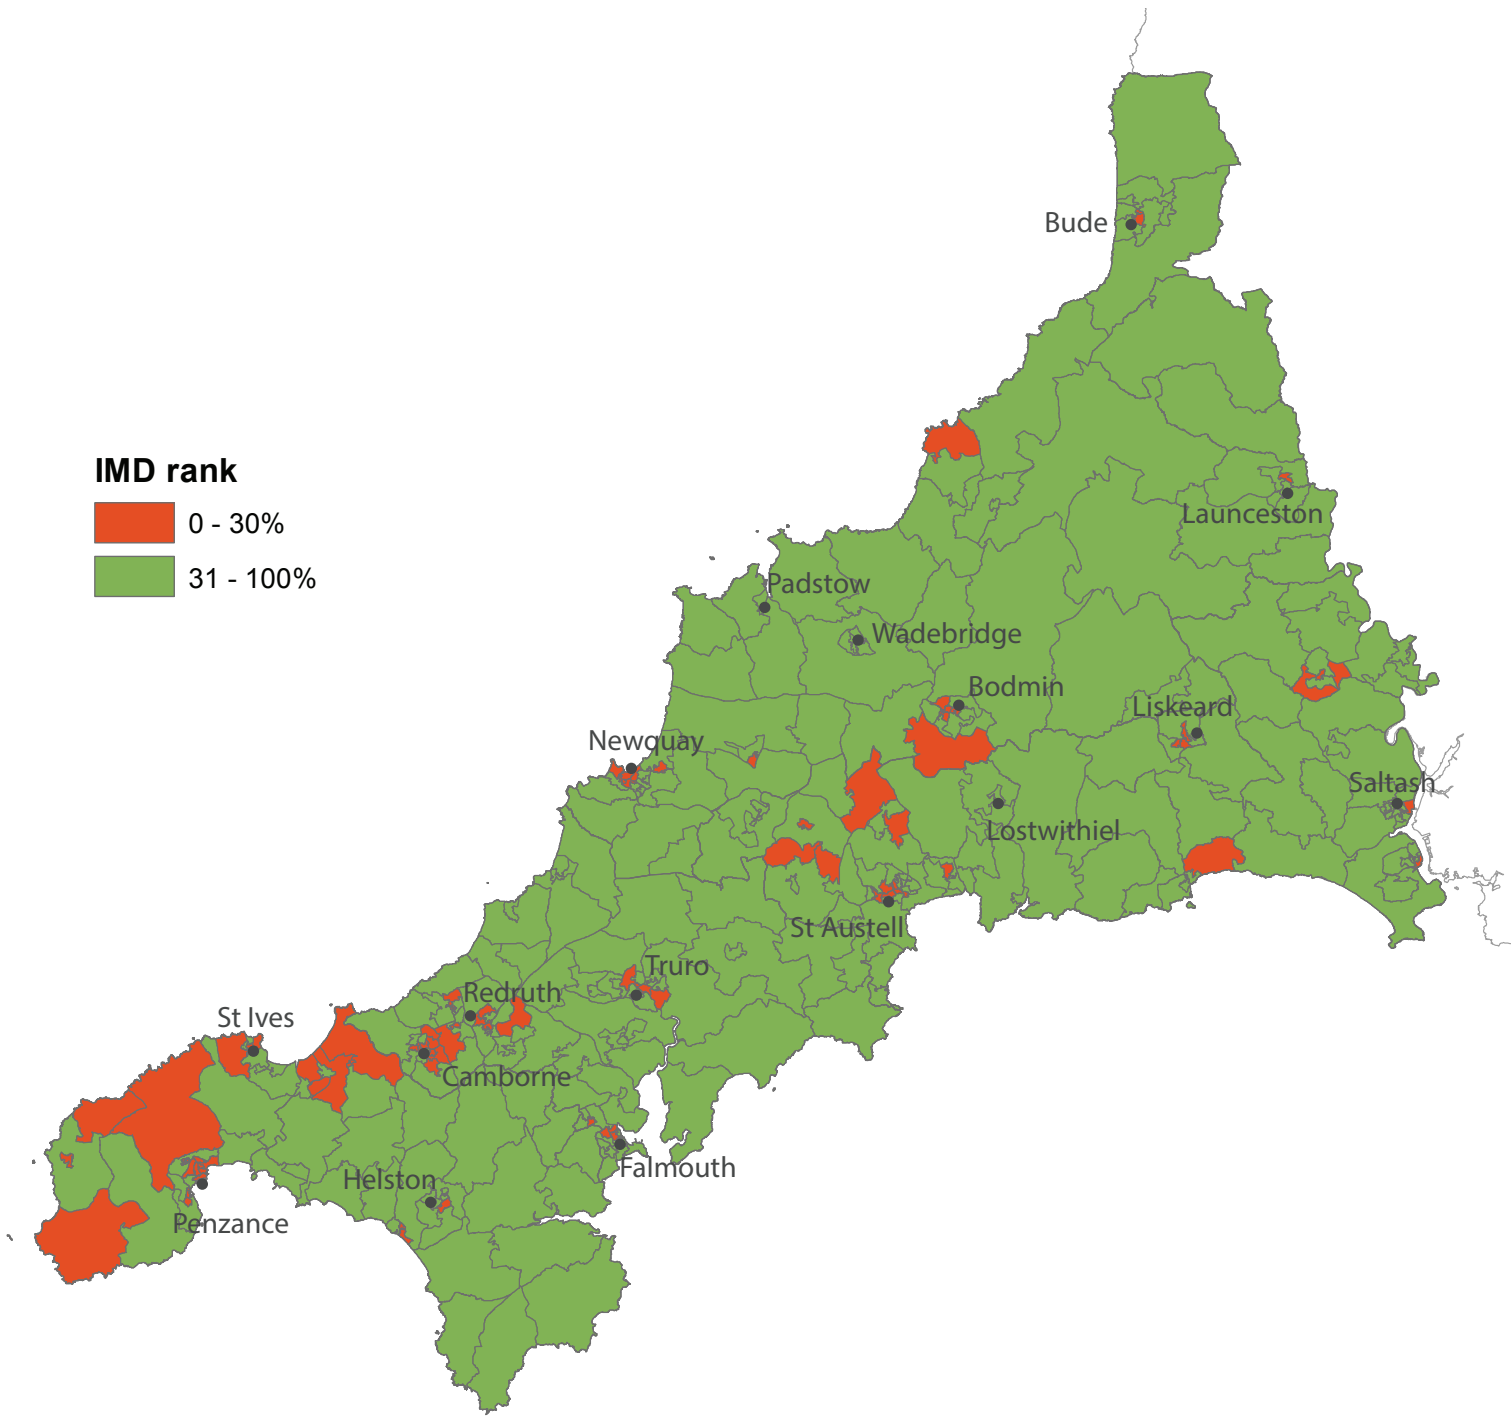 Bude
IMD rank
0 - 30%
Launceston
31 - 100%
Padstow
Wadebridge
Bodmin
Liskeard
Newquay
Saltash
Lostwithiel
St Austell
Truro
Redruth
St Ives
Camborne
Falmouth
Helston
Penzance